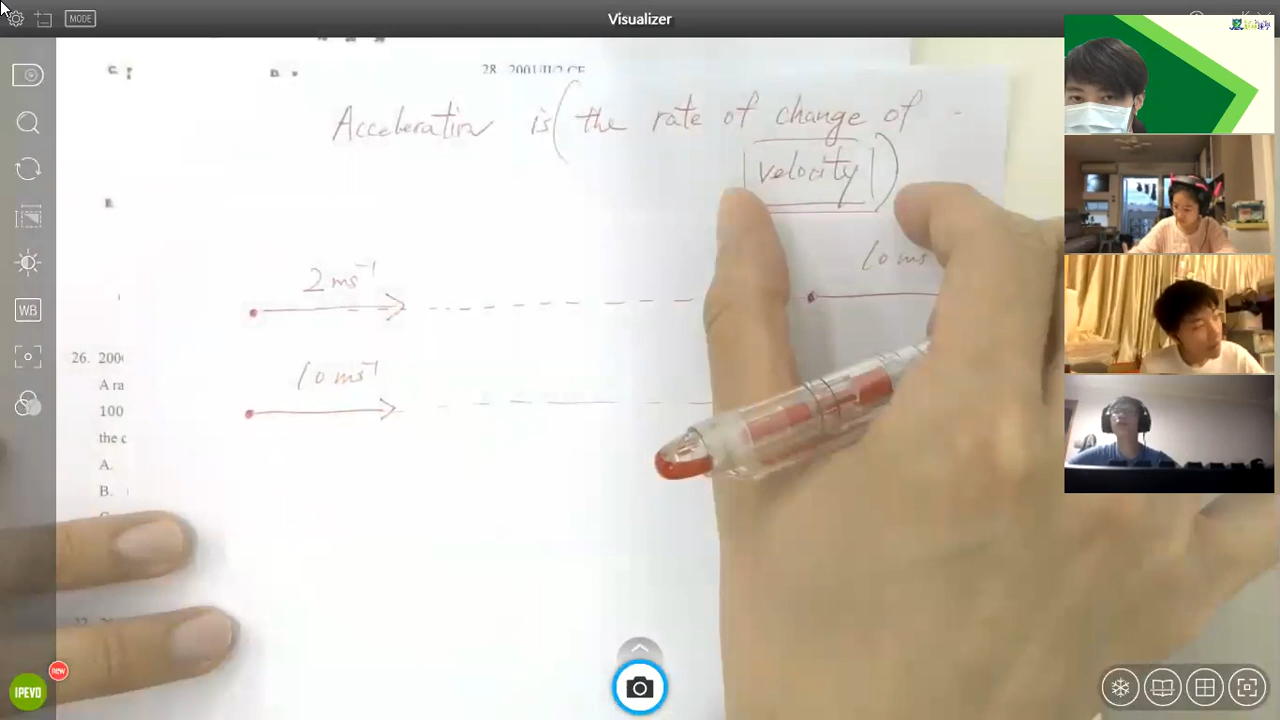 MODE
Visualizer
28. 2001/II/2 CE
Acceleration is (the rate of change of
velocity)
10 ms
2 ms⁻¹
10 ms⁻¹
WB
26. 200
A ra
100
the c
A.
B.
new
IPEVO